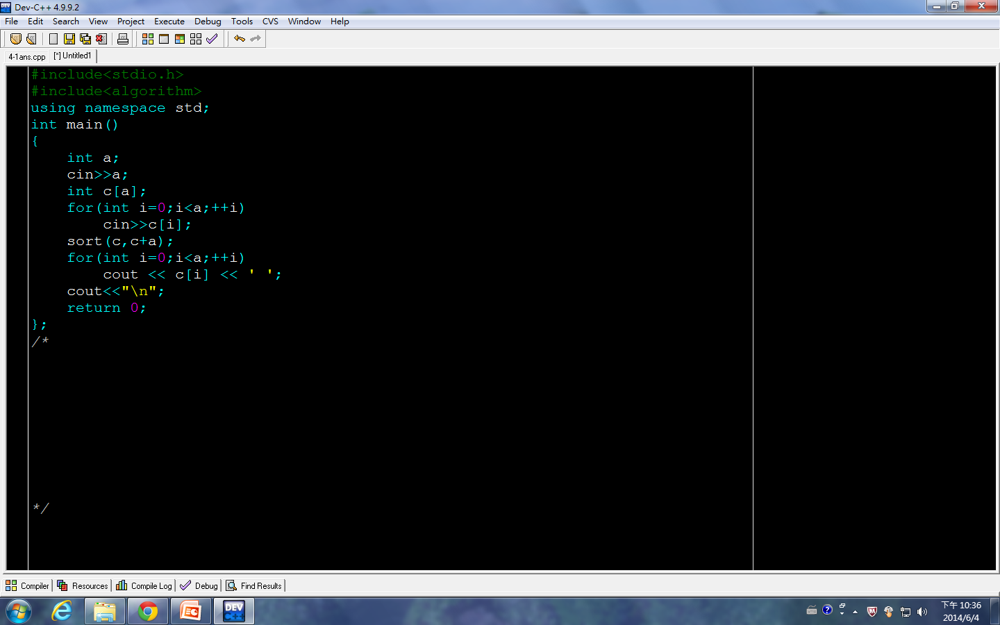 Dev-C++ 4.9.9.2
File Edit Search View Project Execute Debug Tools CVS Window Help
4-1ans.cpp [*] Untitled1
#include<stdio.h>
#include<algorithm>
using namespace std;
int main()
{
    int a;
    cin>>a;
    int c[a];
    for(int i=0;i<a;++i)
        cin>>c[i];
    sort(c,c+a);
    for(int i=0;i<a;++i)
        cout << c[i] << ' ';
    cout<<"\n";
    return 0;
};
/*
*/
Compiler Resources Compile Log Debug Find Results
DEV C++
下午 10:36
2014/6/4